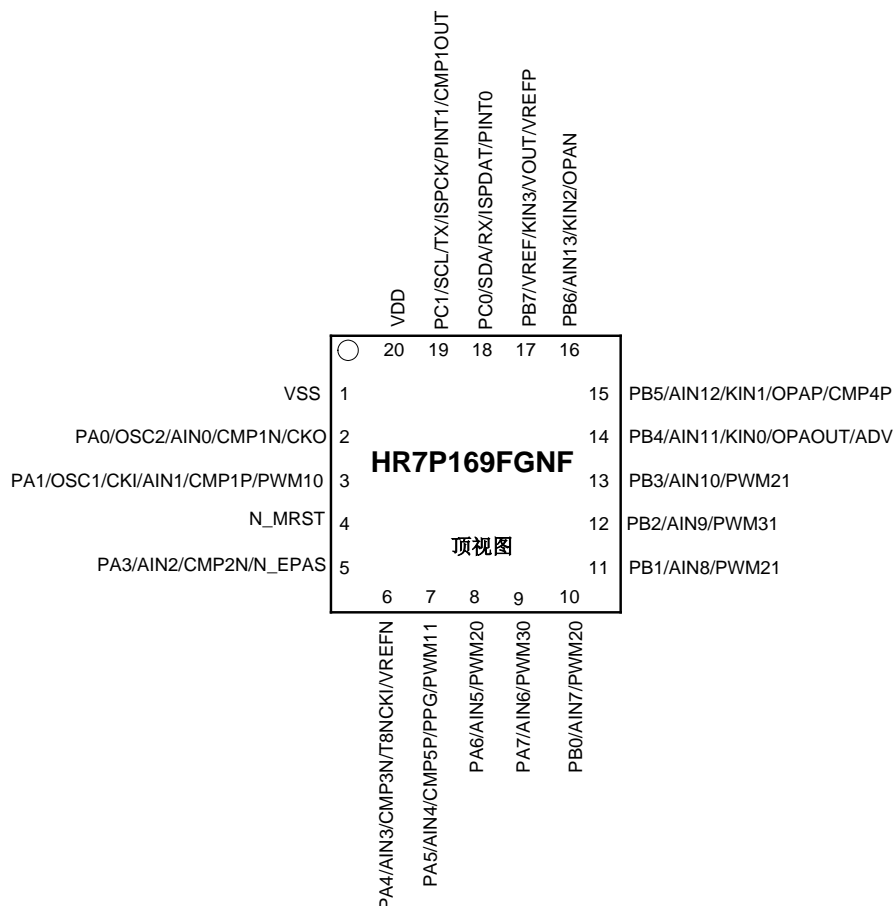 PC1/SCL/TX/ISPCK/PINT1/CMP1OUT
PC0/SDA/RX/ISPDAT/PINT0
PB7/VREF/KIN3/VOUT/VREFP
PB6/AIN13/KIN2/OPAN
VDD
20 19 18 17 16
VSS 1 15 PB5/AIN12/KIN1/OPAP/CMP4P
PA0/OSC2/AIN0/CMP1N/CKO 2 14 PB4/AIN11/KIN0/OPAOUT/ADV
HR7P169FGNF
PA1/OSC1/CKI/AIN1/CMP1P/PWM10 3 13 PB3/AIN10/PWM21
N_MRST 4 12 PB2/AIN9/PWM31
顶视图
PA3/AIN2/CMP2N/N_EPAS 5 11 PB1/AIN8/PWM21
6 7 8 9 10
PA4/AIN3/CMP3N/T8NCKI/VREFN
PA5/AIN4/CMP5P/PPG/PWM11
PA6/AIN5/PWM20
PA7/AIN6/PWM30
PB0/AIN7/PWM20